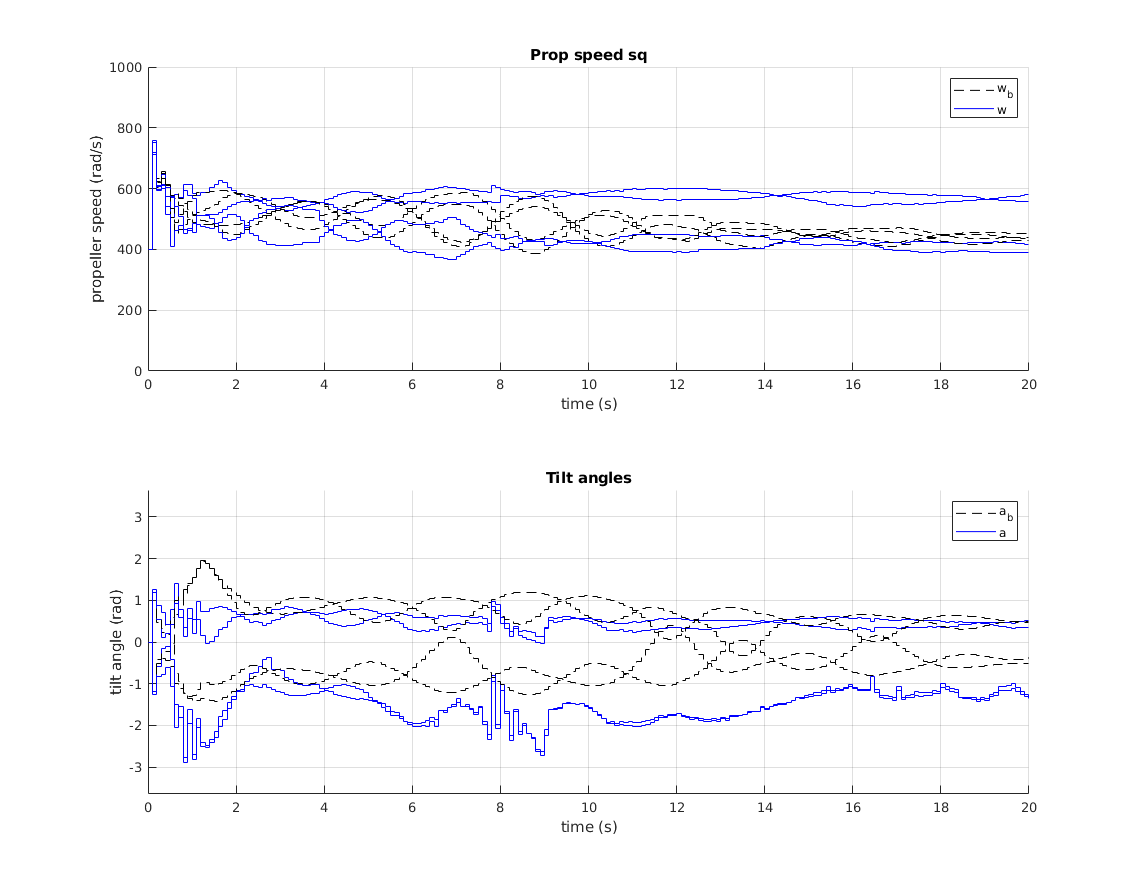 Prop speed sq
1000
800
600
400
200
0
propeller speed (rad/s)
w_b
w
0 2 4 6 8 10 12 14 16 18 20
time (s)
Tilt angles
3
2
1
0
-1
-2
-3
tilt angle (rad)
a_b
a
0 2 4 6 8 10 12 14 16 18 20
time (s)